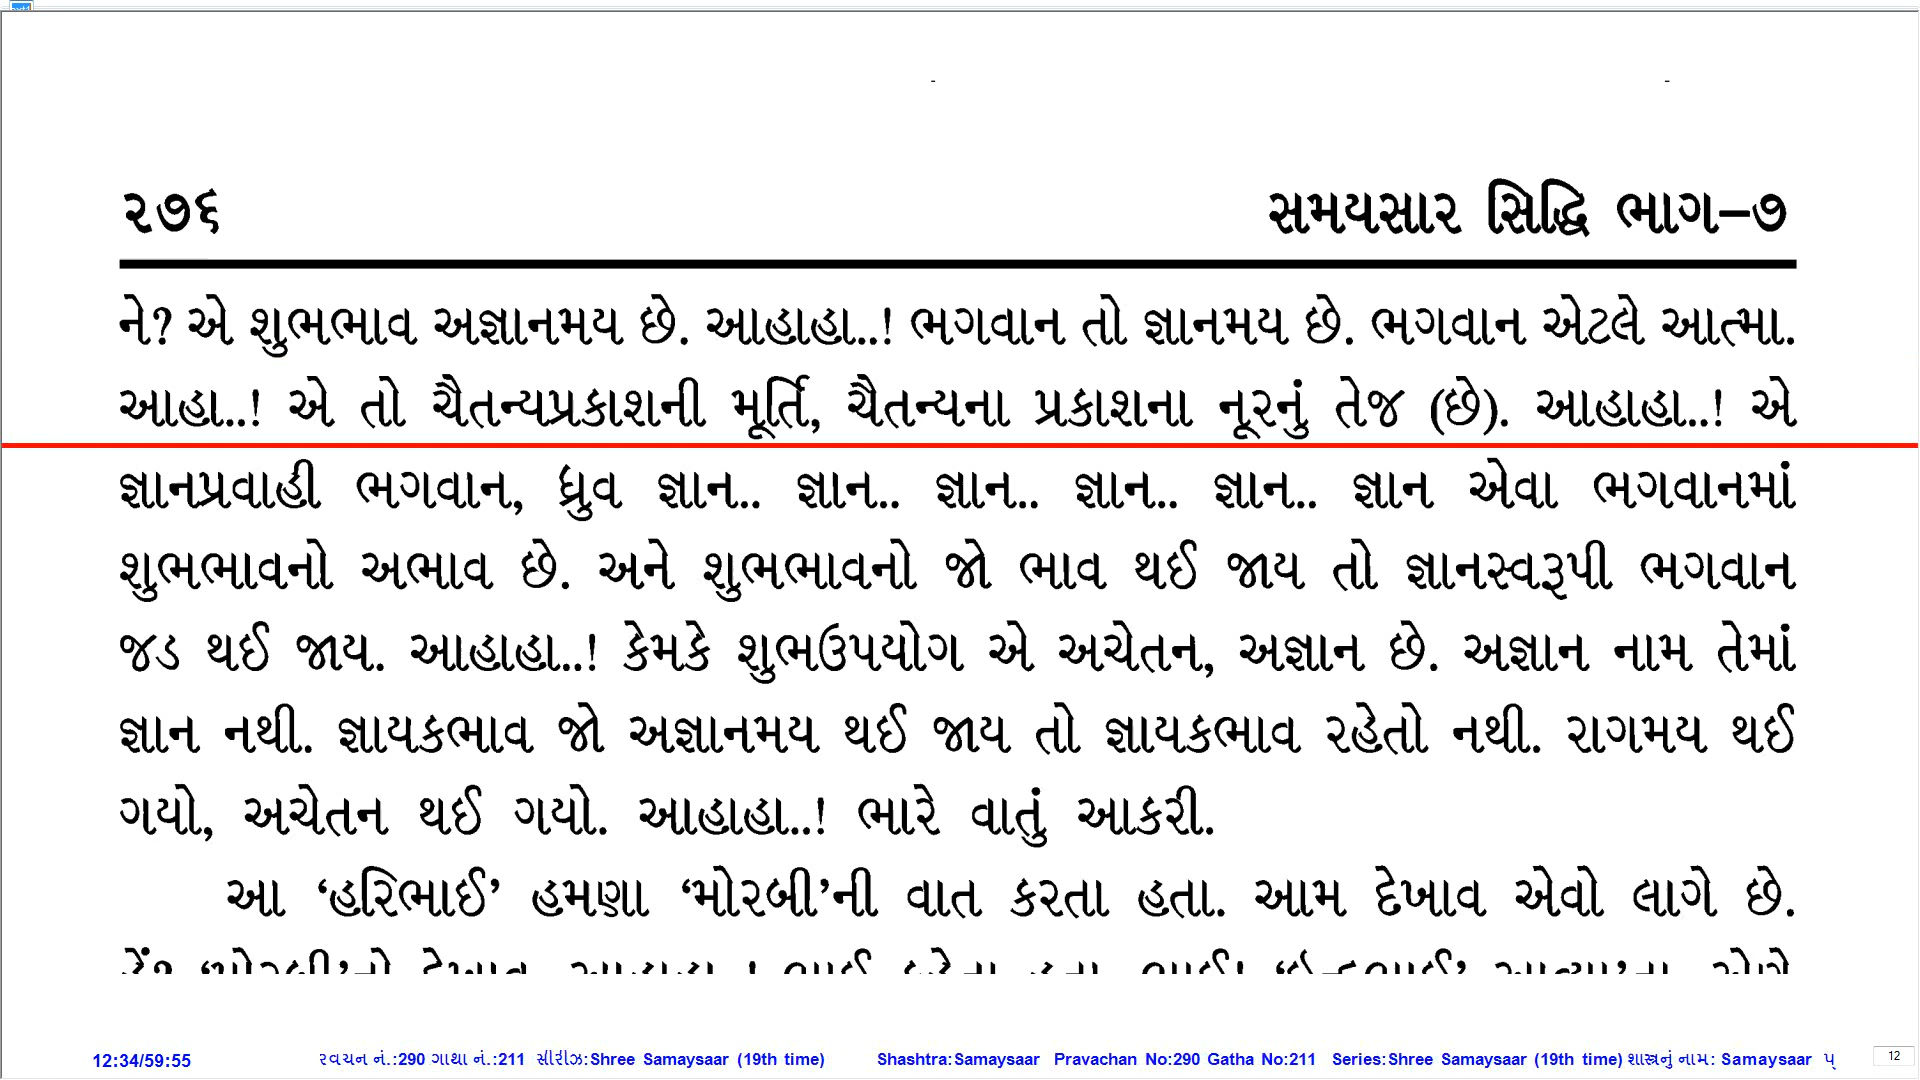 ૨૭૬ સમયસાર સિદ્ધિ ભાગ–૭
ને? એ શુભભાવ અજ્ઞાનમય છે. આહાહા..! ભગવાન તો જ્ઞાનમય છે. ભગવાન એટલે આત્મા.
આહા..! એ તો ચૈતન્યપ્રકાશની મૂર્તિ, ચૈતન્યના પ્રકાશના નૂરનું તેજ (છે). આહાહા..! એ
જ્ઞાનપ્રવાહી ભગવાન, ધ્રુવ જ્ઞાન.. જ્ઞાન.. જ્ઞાન.. જ્ઞાન.. જ્ઞાન.. જ્ઞાન એવા ભગવાનમાં
શુભભાવનો અભાવ છે. અને શુભભાવનો જો ભાવ થઈ જાય તો જ્ઞાનસ્વરૂપી ભગવાન
જડ થઈ જાય. આહાહા..! કેમકે શુભઉપયોગ એ અચેતન, અજ્ઞાન છે. અજ્ઞાન નામ તેમાં
જ્ઞાન નથી. જ્ઞાયકભાવ જો અજ્ઞાનમય થઈ જાય તો જ્ઞાયકભાવ રહેતો નથી. રાગમય થઈ
ગયો, અચેતન થઈ ગયો. આહાહા..! ભારે વાતું આકરી.
આ ‘હરિભાઈ’ હમણા ‘મોરબી’ની વાત કરતા હતા. આમ દેખાવ એવો લાગે છે.
12:34/59:55 રવચન નં.:290 ગાથા નં.:211 સીરીઝ:Shree Samaysaar (19th time) Shashtra:Samaysaar Pravachan No:290 Gatha No:211 Series:Shree Samaysaar (19th time) શાસ્ત્રનું નામ: Samaysaar પ્ 12